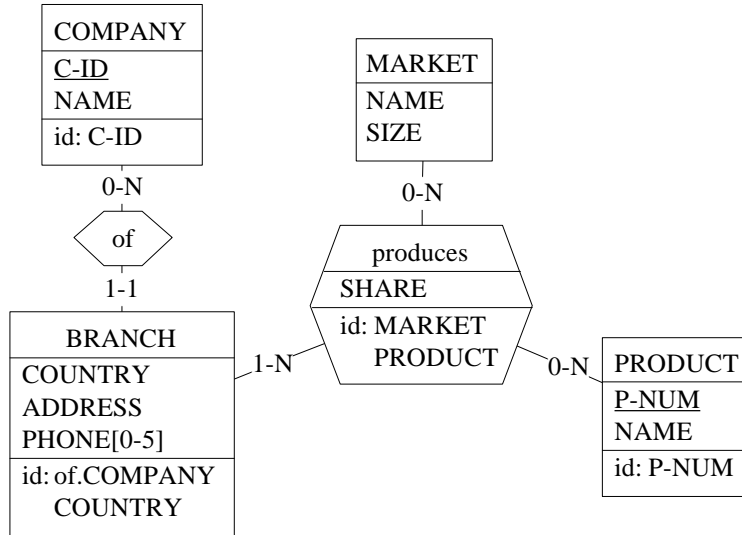 COMPANY
C-ID
NAME
id: C-ID
0-N
of
1-1
BRANCH
COUNTRY
ADDRESS
PHONE[0-5]
id: of.COMPANY
COUNTRY
1-N
MARKET
NAME
SIZE
0-N
produces
SHARE
id: MARKET
PRODUCT
0-N
PRODUCT
P-NUM
NAME
id: P-NUM